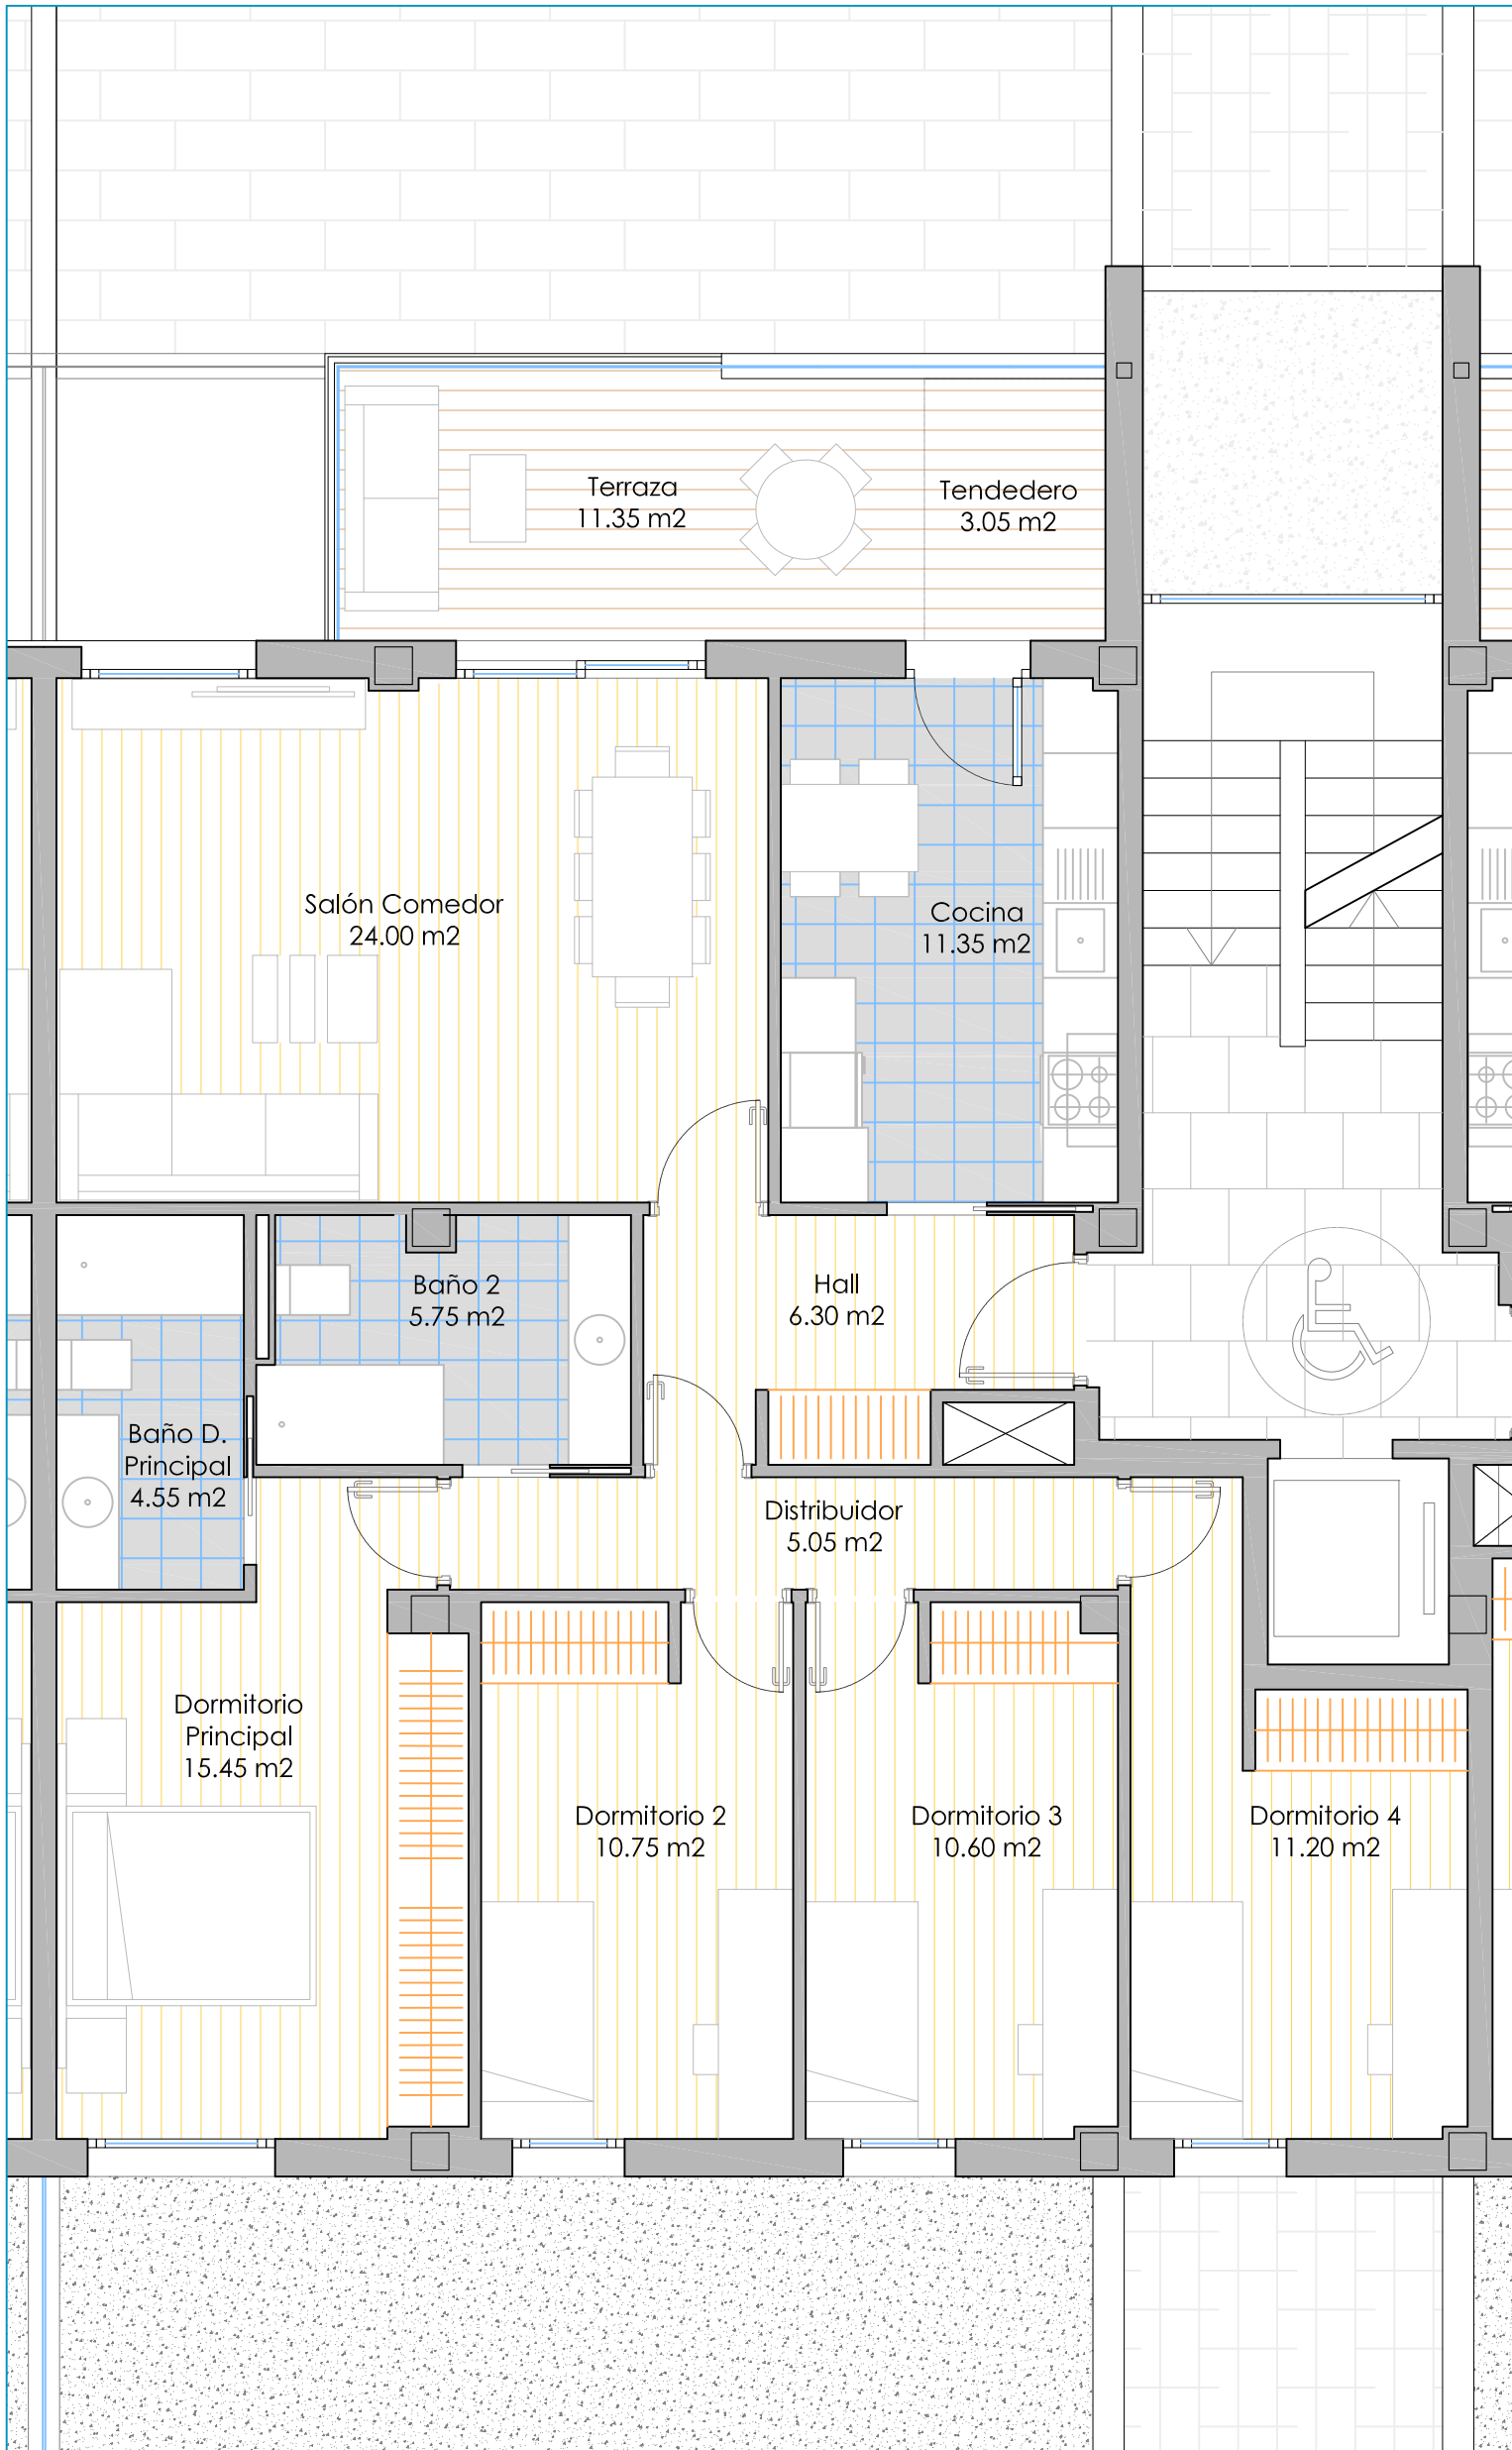 Terraza
11.35 m2
Tendedero
3.05 m2
Salón Comedor
24.00 m2
Cocina
11.35 m2
Baño 2
5.75 m2
Hall
6.30 m2
Baño D.
Principal
4.55 m2
Distribuidor
5.05 m2
Dormitorio
Principal
15.45 m2
Dormitorio 2
10.75 m2
Dormitorio 3
10.60 m2
Dormitorio 4
11.20 m2